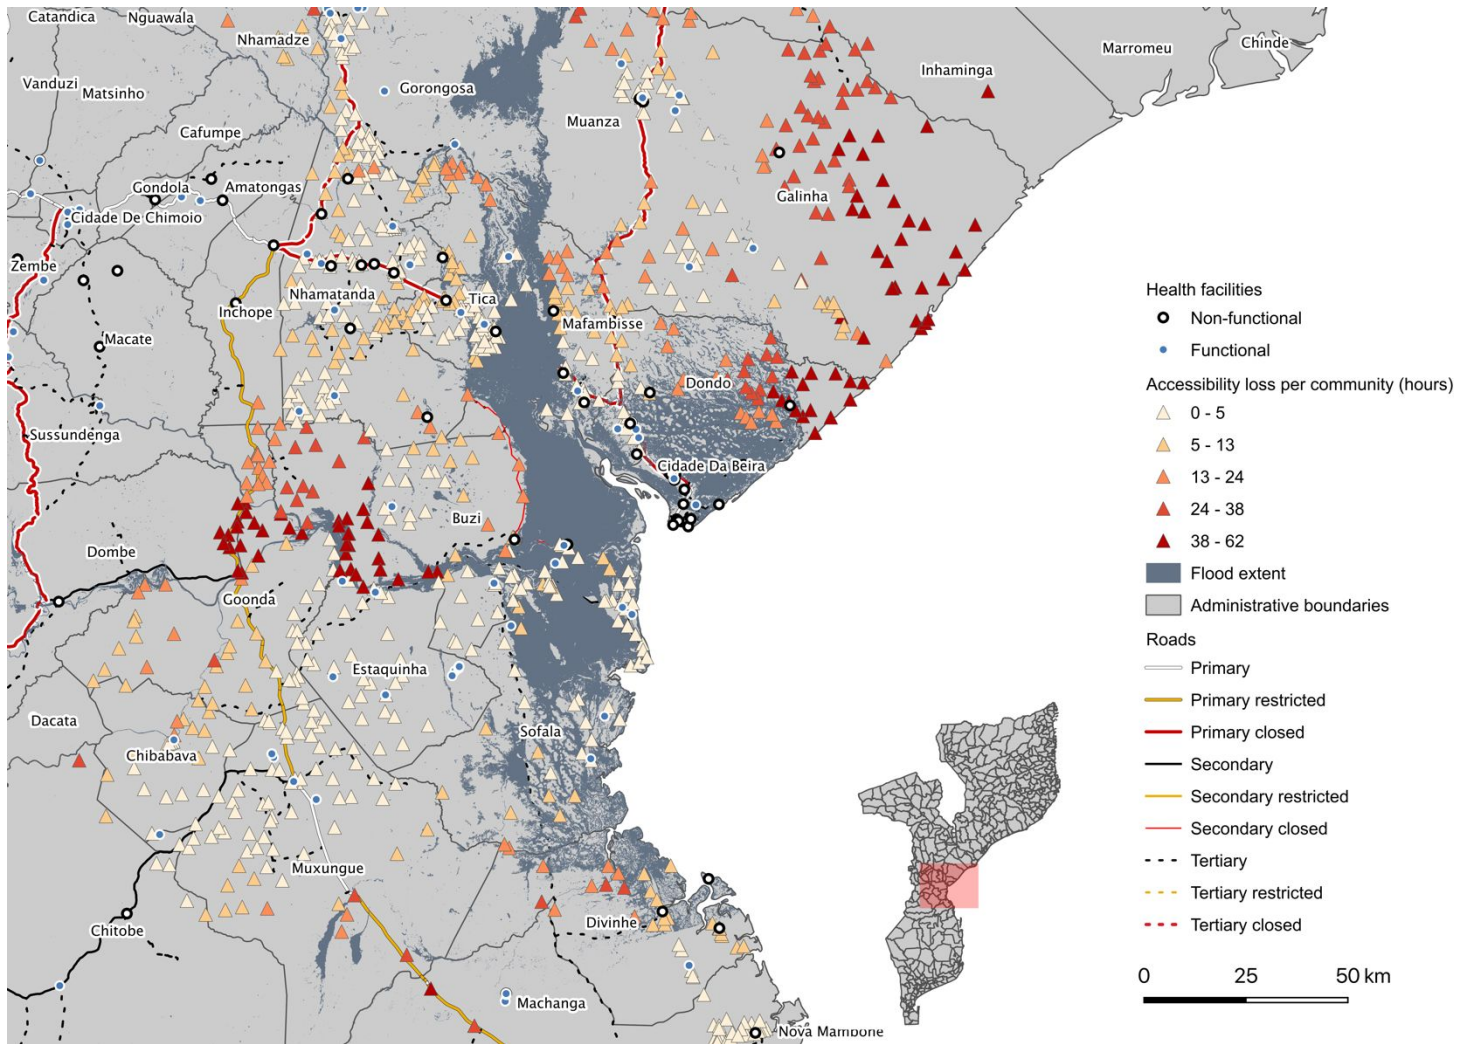 Catandica
Nguawala
Nhamadze
Vanduzi
Matsinho
Gorongosa
Inhaminga
Marromeu
Chinde
Cafumpe
Muanza
Gondola
Amatongas
Galinha
Cidade De Chimoio
Zembe
Nhamatanda
Tica
Inchope
Mafambisse
Macate
Dondo
Sussundenga
Cidade Da Beira
Buzi
Dombe
Goonda
Estaquinha
Dacata
Sofala
Chibabava
Muxungue
Chitobe
Divinhe
Machanga
Nova Mambone
Health facilities
Non-functional
Functional
Accessibility loss per community (hours)
0 - 5
5 - 13
13 - 24
24 - 38
38 - 62
Flood extent
Administrative boundaries
Roads
Primary
Primary restricted
Primary closed
Secondary
Secondary restricted
Secondary closed
Tertiary
Tertiary restricted
Tertiary closed
0 25 50 km